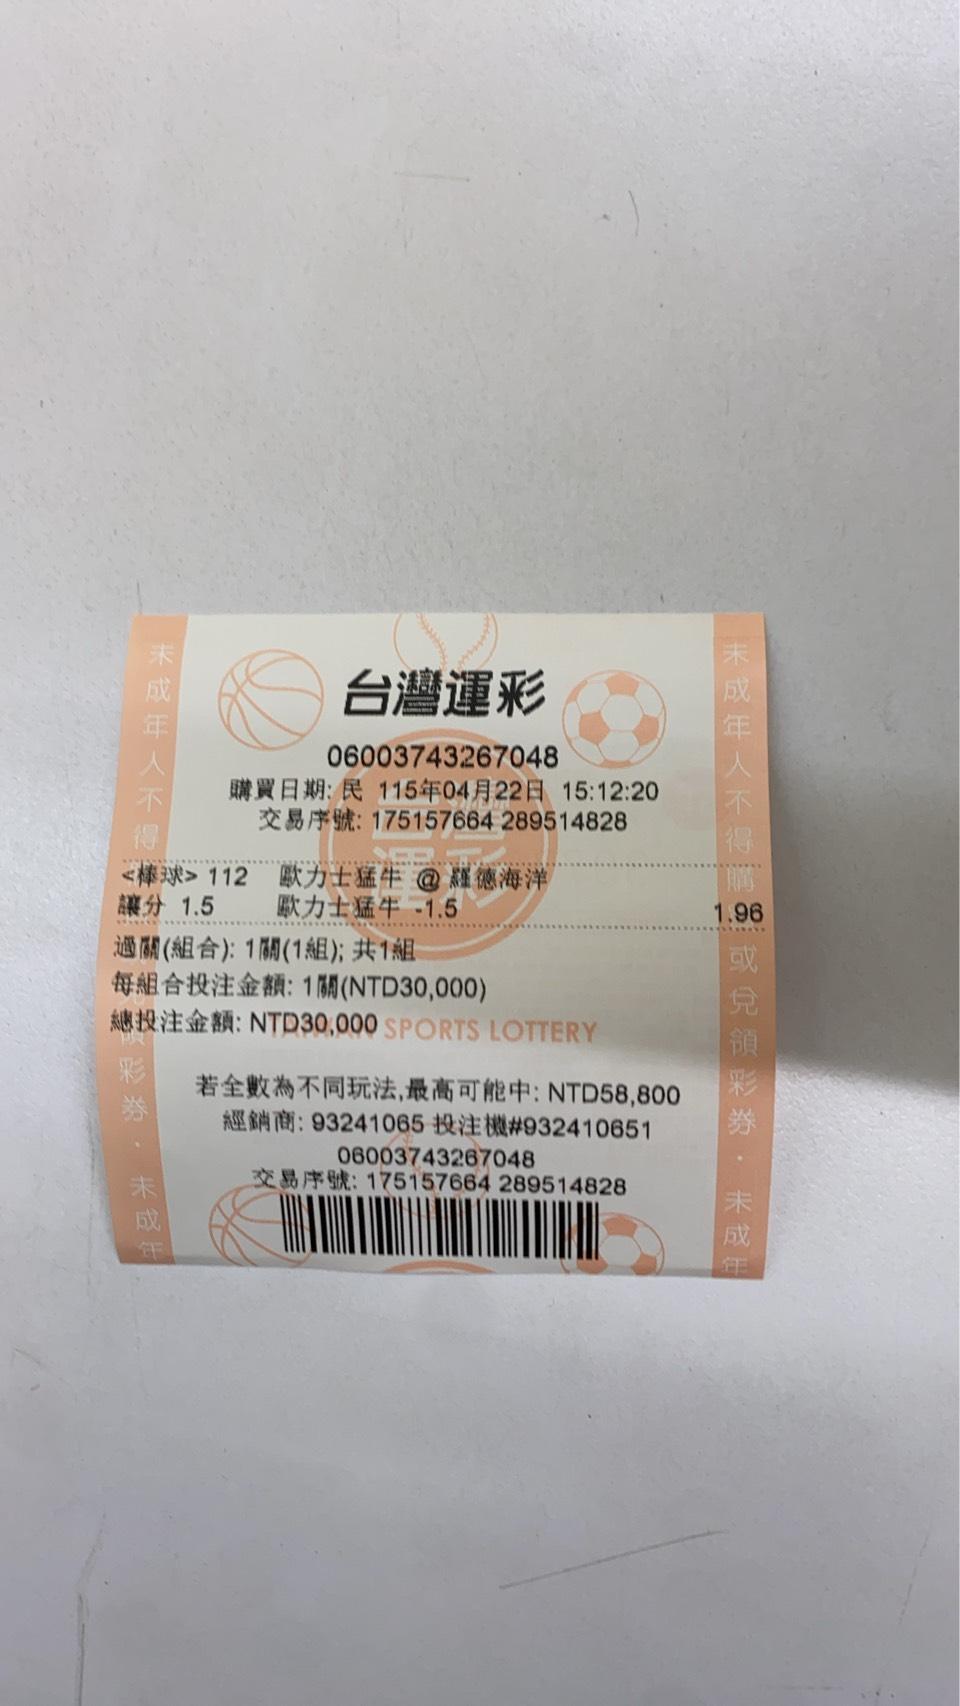 台灣運彩
06003743267048
購買日期: 民 115年04月22日 15:12:20
交易序號: 175157664 289514828
<棒球> 112 歐力士猛牛 @ 羅德海洋
讓分 1.5 歐力士猛牛 -1.5 1.96
過關(組合): 1關(1組); 共1組
每組合投注金額: 1關(NTD30,000)
總投注金額: NTD30,000
TAIWAN SPORTS LOTTERY
若全數為不同玩法,最高可能中: NTD58,800
經銷商: 93241065 投注機#932410651
06003743267048
交易序號: 175157664 289514828
未成年人不得購或兌領彩券．未成年
未成年人不得購或兌領彩券．未成年
台灣運彩